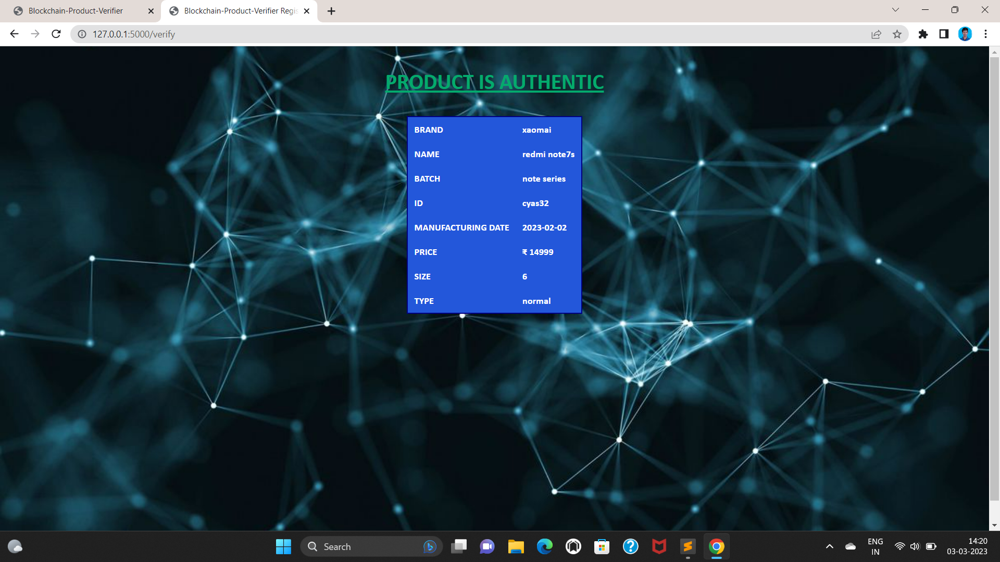 Blockchain-Product-Verifier
Blockchain-Product-Verifier Regis
127.0.0.1:5000/verify
PRODUCT IS AUTHENTIC
BRAND xaomai
NAME redmi note7s
BATCH note series
ID cyas32
MANUFACTURING DATE 2023-02-02
PRICE ₹ 14999
SIZE 6
TYPE normal
Search
ENG
IN
14:20
03-03-2023